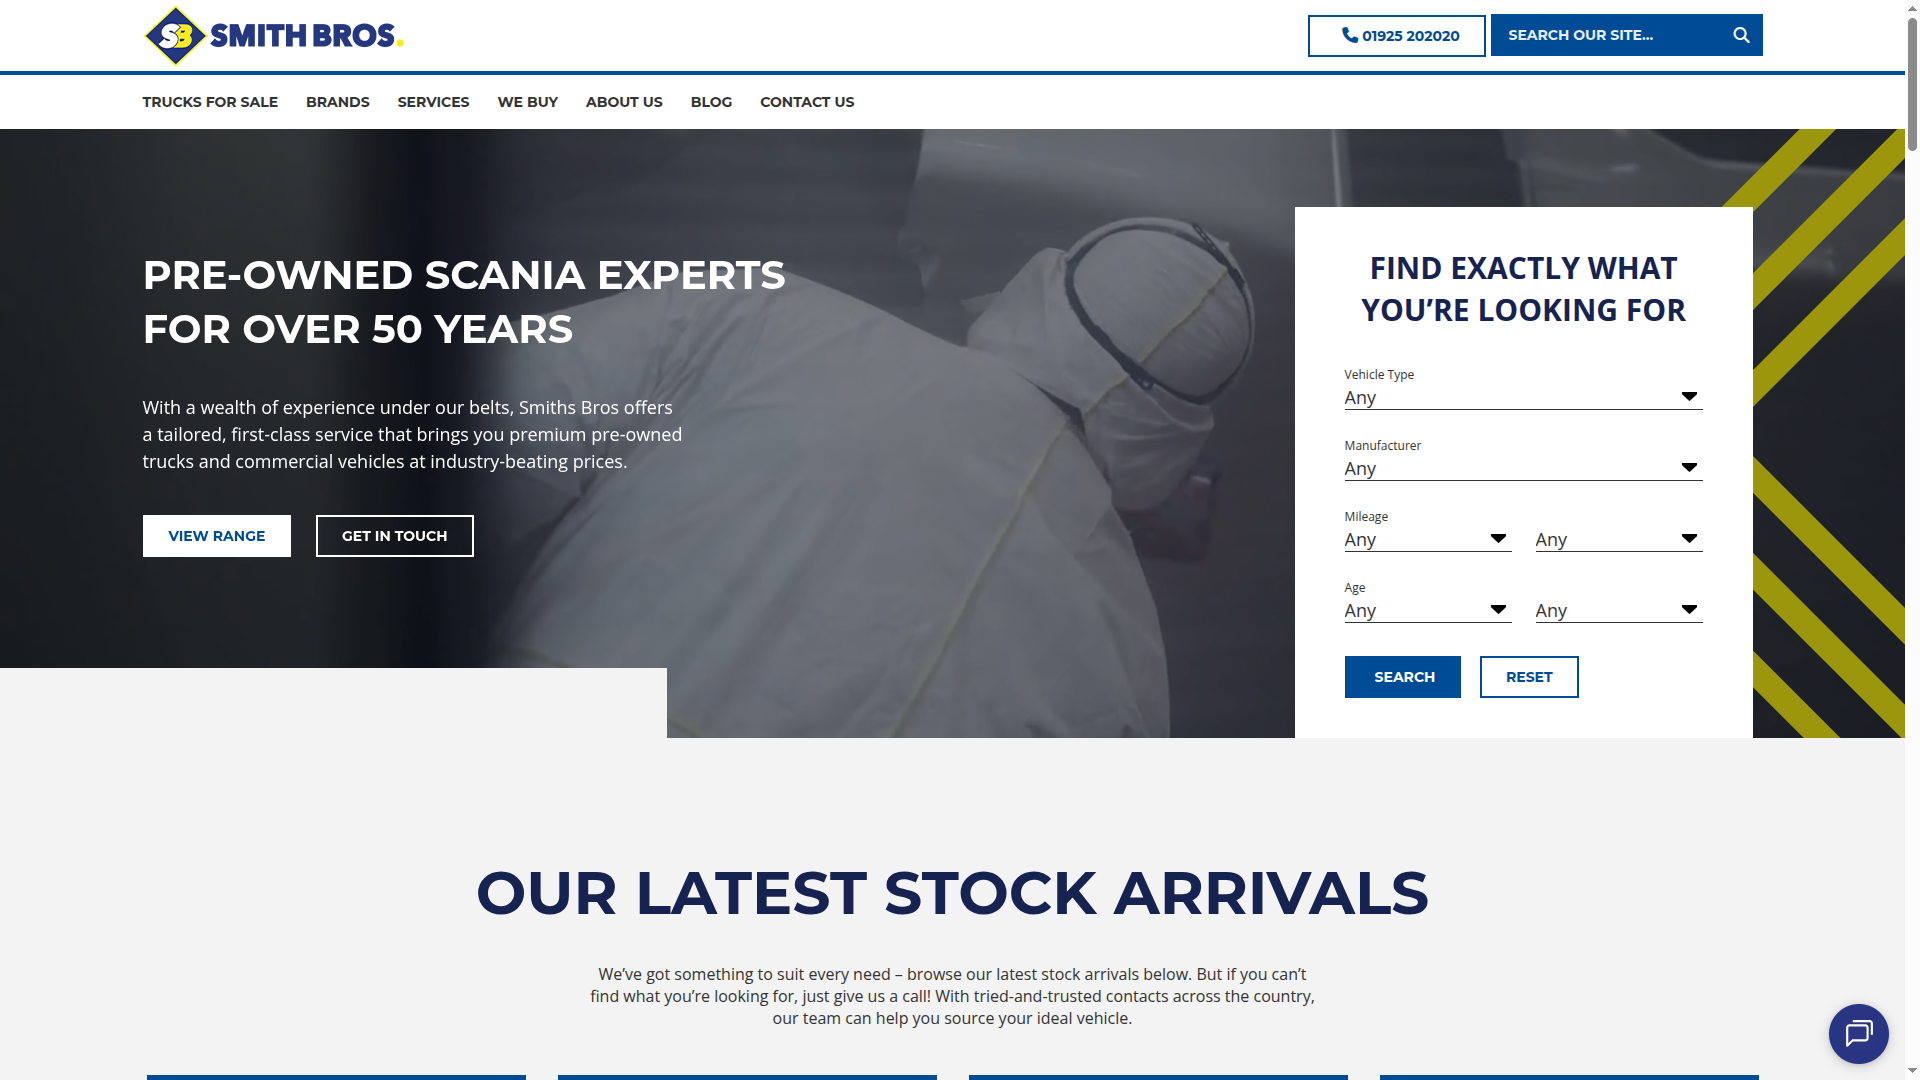 SB SMITH BROS.
01925 202020
SEARCH OUR SITE...
TRUCKS FOR SALE BRANDS SERVICES WE BUY ABOUT US BLOG CONTACT US
PRE-OWNED SCANIA EXPERTS
FOR OVER 50 YEARS
With a wealth of experience under our belts, Smiths Bros offers
a tailored, first-class service that brings you premium pre-owned
trucks and commercial vehicles at industry-beating prices.
VIEW RANGE GET IN TOUCH
FIND EXACTLY WHAT
YOU’RE LOOKING FOR
Vehicle Type
Any
Manufacturer
Any
Mileage
Any Any
Age
Any Any
SEARCH RESET
OUR LATEST STOCK ARRIVALS
We’ve got something to suit every need – browse our latest stock arrivals below. But if you can’t
find what you’re looking for, just give us a call! With tried-and-trusted contacts across the country,
our team can help you source your ideal vehicle.